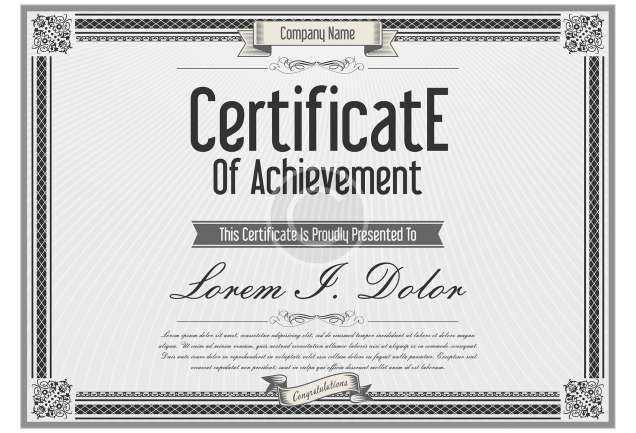 Company Name
CertificatE
Of Achievement
This Certificate Is Proudly Presented To
Lorem I. Dolor
Lorem ipsum dolor sit amet, consectetur adipisicing elit, sed do eiusmod tempor incididunt ut labore et dolore magna
aliqua. Ut enim ad minim veniam, quis nostrud exercitation ullamco laboris nisi ut aliquip ex ea commodo consequat.
Duis aute irure dolor in reprehenderit in voluptate velit esse cillum dolore eu fugiat nulla pariatur. Excepteur sint
occaecat cupidatat non proident, sunt in culpa qui officia deserunt mollit anim id est laborum.
Congratulations